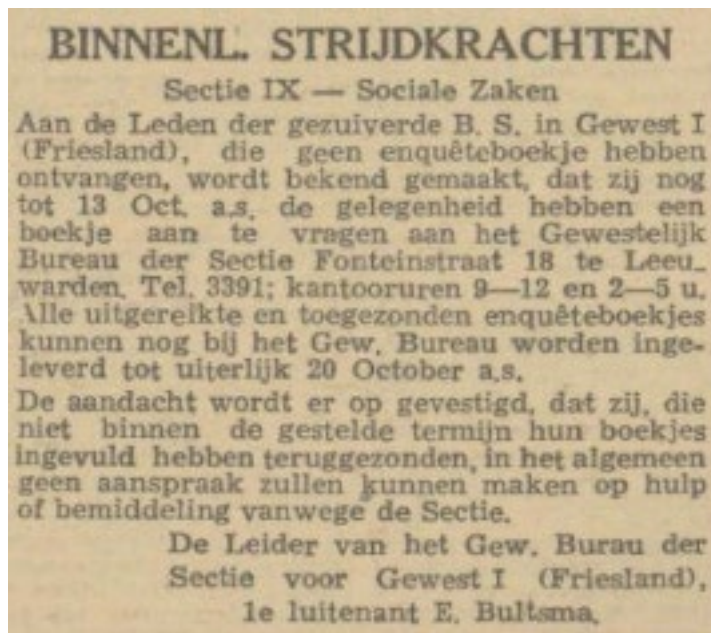 BINNENL. STRIJDKRACHTEN
Sectie IX — Sociale Zaken
Aan de Leden der gezuiverde B. S. in Gewest I
(Friesland), die geen enquêteboekje hebben
ontvangen, wordt bekend gemaakt, dat zij nog
tot 13 Oct. a.s. de gelegenheid hebben een
boekje aan te vragen aan het Gewestelijk
Bureau der Sectie Fonteinstraat 18 te Leeu-
warden. Tel. 3391; kantooruren 9—12 en 2—5 u.
Alle uitgereikte en toegezonden enquêteboekjes
kunnen nog bij het Gew. Bureau worden inge-
leverd tot uiterlijk 20 October a.s.
De aandacht wordt er op gevestigd, dat zij, die
niet binnen de gestelde termijn hun boekjes
ingevuld hebben teruggezonden, in het algemeen
geen aanspraak zullen kunnen maken op hulp
of bemiddeling vanwege de Sectie.
De Leider van het Gew. Burau der
Sectie voor Gewest I (Friesland),
1e luitenant E. Bultsma.